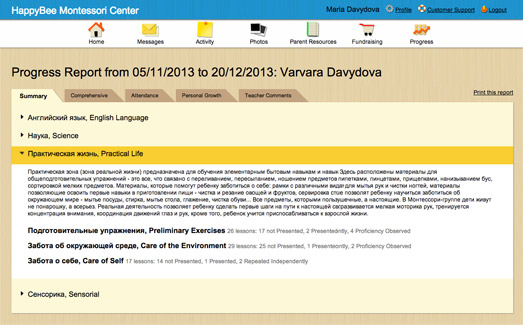 HappyBee Montessori Center
Maria Davydova Profile Customer Support Logout
Home Messages Activity Photos Parent Resources Fundraising Progress
Progress Report from 05/11/2013 to 20/12/2013: Varvara Davydova
Summary Comprehensive Attendance Personal Growth Teacher Comments Print this report
Английский язык, English Language
Наука, Science
Практическая жизнь, Practical Life
Практическая зона (зона реальной жизни) предназначена для обучения элементарным бытовым навыкам и навык Здесь расположены материалы для
общеподготовительных упражнений - это все, что связано с переливанием, пересыпанием, ношением предметов пипетками, пинцетами, прищепками, нанизыванием бус,
сортировкой мелких предметов. Материалы, которые помогут ребенку заботиться о себе: рамки с различными видами для мытья рук и чистки ногтей, материалы
позволяющие освоить первые навыки в приготовлении пищи - чистка и резание овощей и фруктов, сервировка стола позволят ребенку научиться заботиться об
окружающем мире - мытье посуды, стирка, мытье стола, глажение, чистка обуви... Все предметы, которыми пользуешься, а настоящие. В Монтессори-группе дети живут
не понарошку, а всерьез. Реальная деятельность позволяет ребенку сделать первые шаги на пути к настоящей развивается мелкая моторика рук, тренируется
концентрация внимания, координация движений глаз и рук, кроме того, ребенок учится приспосабливаться к взрослой жизни.
Подготовительные упражнения, Preliminary Exercises 26 lessons: 17 not Presented, 2 4 Proficiency Observed
Забота об окружающей среде, Care of the Environment 29 lessons: 25 not Presented, 1 2 Proficiency Observed
Забота о себе, Care of Self 17 lessons: 14 not Presented, 1 Presented, 2 Repeated Independently
Сенсорика, Sensorial